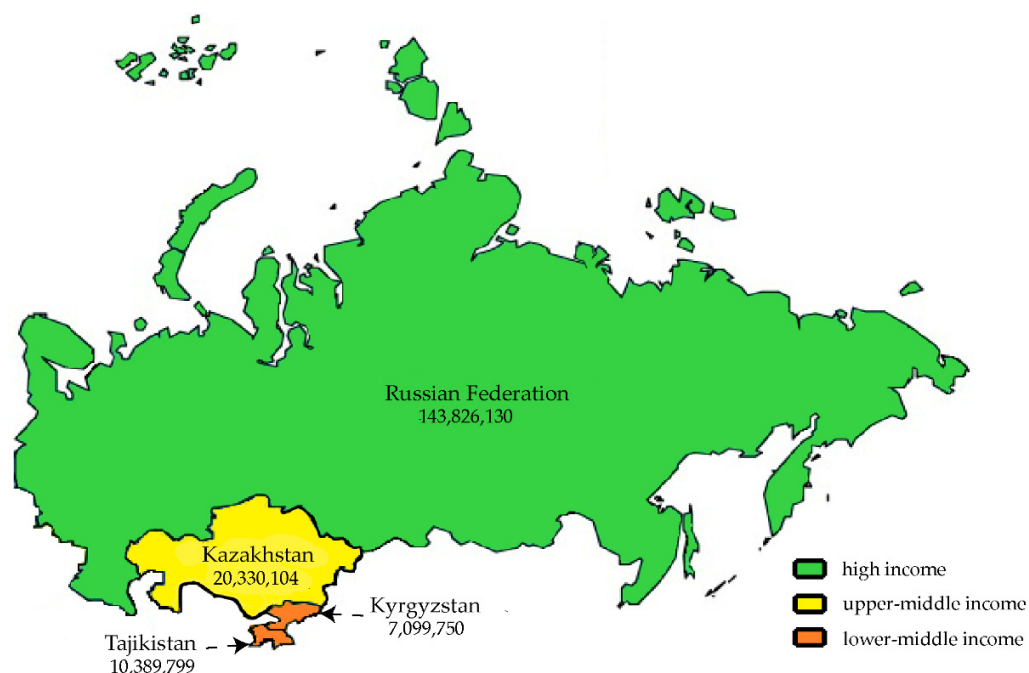 Russian Federation
143,826,130
Kazakhstan
20,330,104
Kyrgyzstan
7,099,750
Tajikistan
10,389,799
high income
upper-middle income
lower-middle income